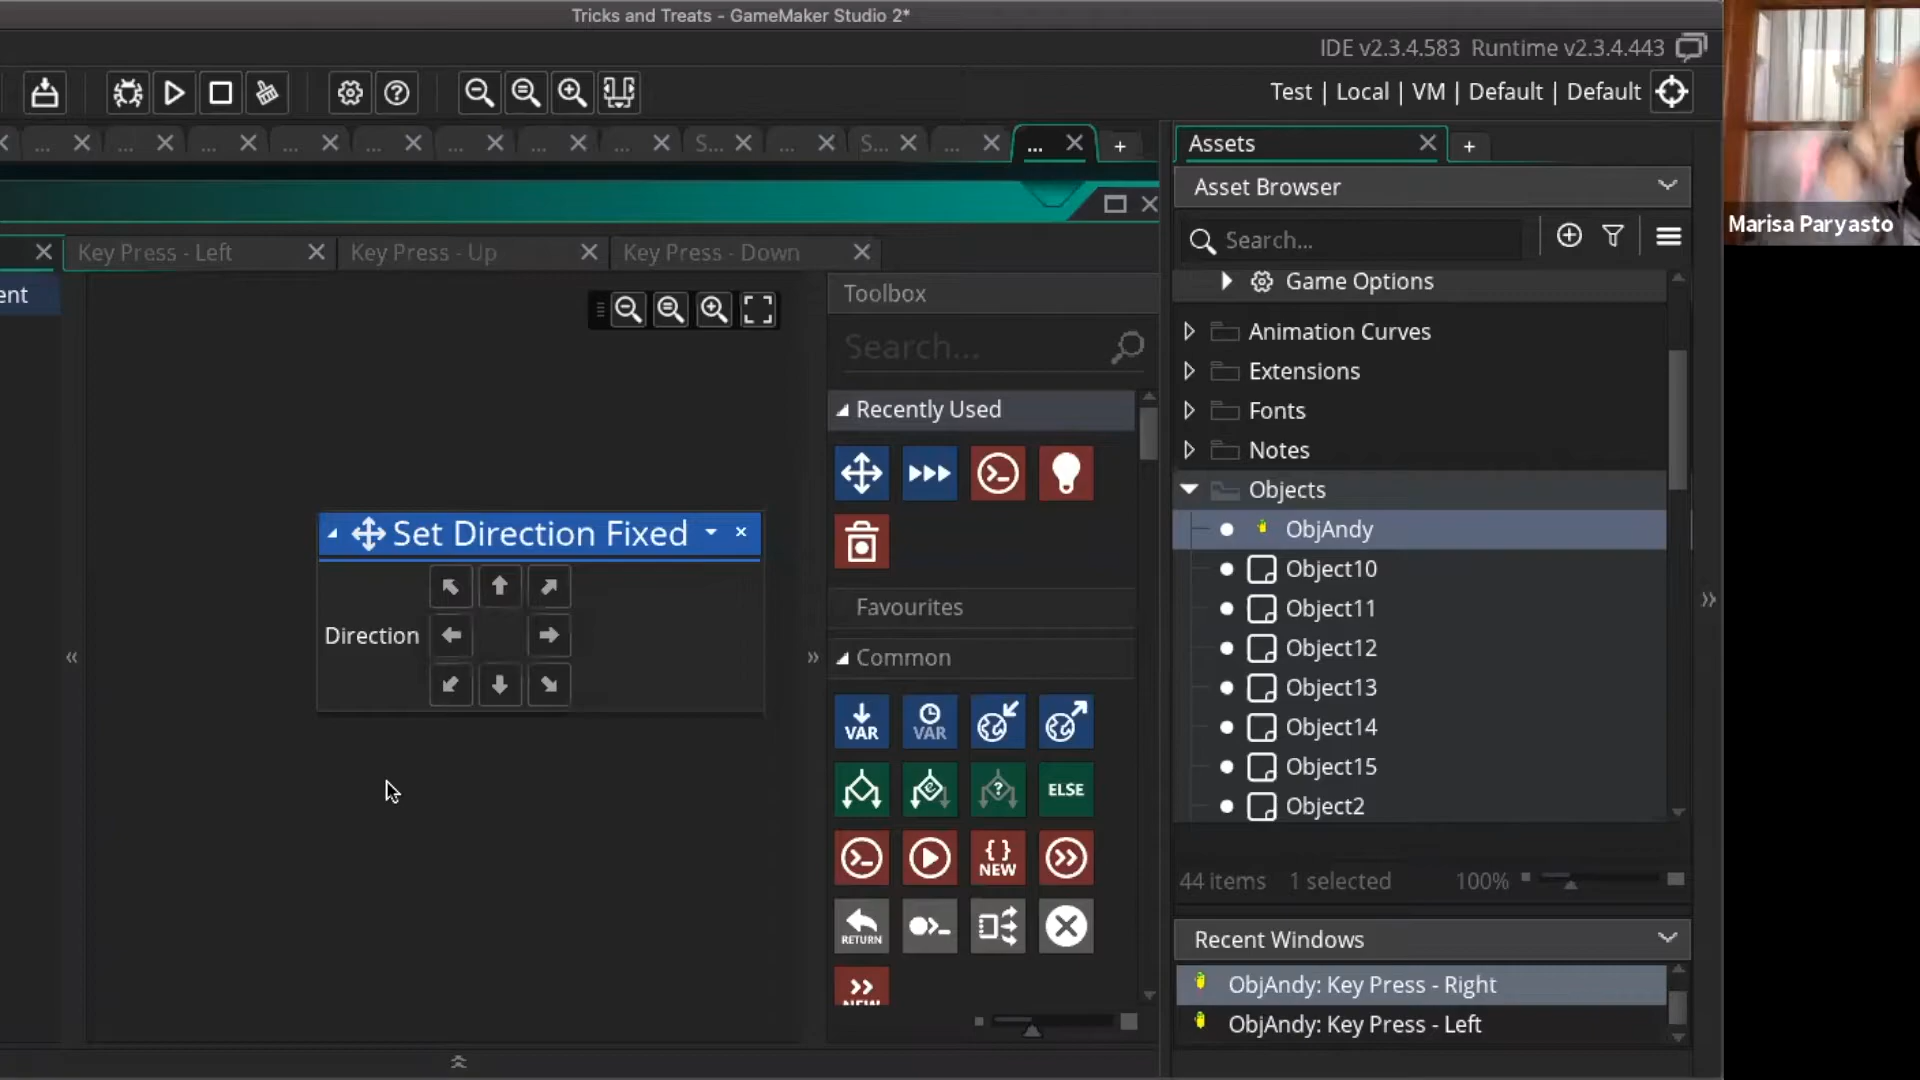 Tricks and Treats - GameMaker Studio 2*
IDE v2.3.4.583 Runtime v2.3.4.443
Test | Local | VM | Default | Default
... ... ... ... ... ... ... ... S... ... S... ... ...
Assets
Asset Browser
Search...
Marisa Paryasto
Key Press - Left
Key Press - Up
Key Press - Down
ent
Toolbox
Search...
Recently Used
Set Direction Fixed
Direction
Favourites
Common
VAR
VAR
ELSE
{ }
NEW
RETURN
NEW
Game Options
Animation Curves
Extensions
Fonts
Notes
Objects
ObjAndy
Object10
Object11
Object12
Object13
Object14
Object15
Object2
44 items 1 selected 100%
Recent Windows
ObjAndy: Key Press - Right
ObjAndy: Key Press - Left